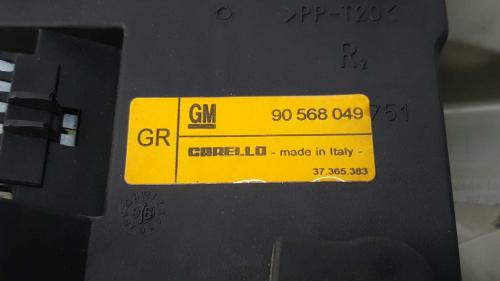 >PP-T20<
R2
GM 90 568 049 751
GR
CARELLO - made in Italy -
37.365.383